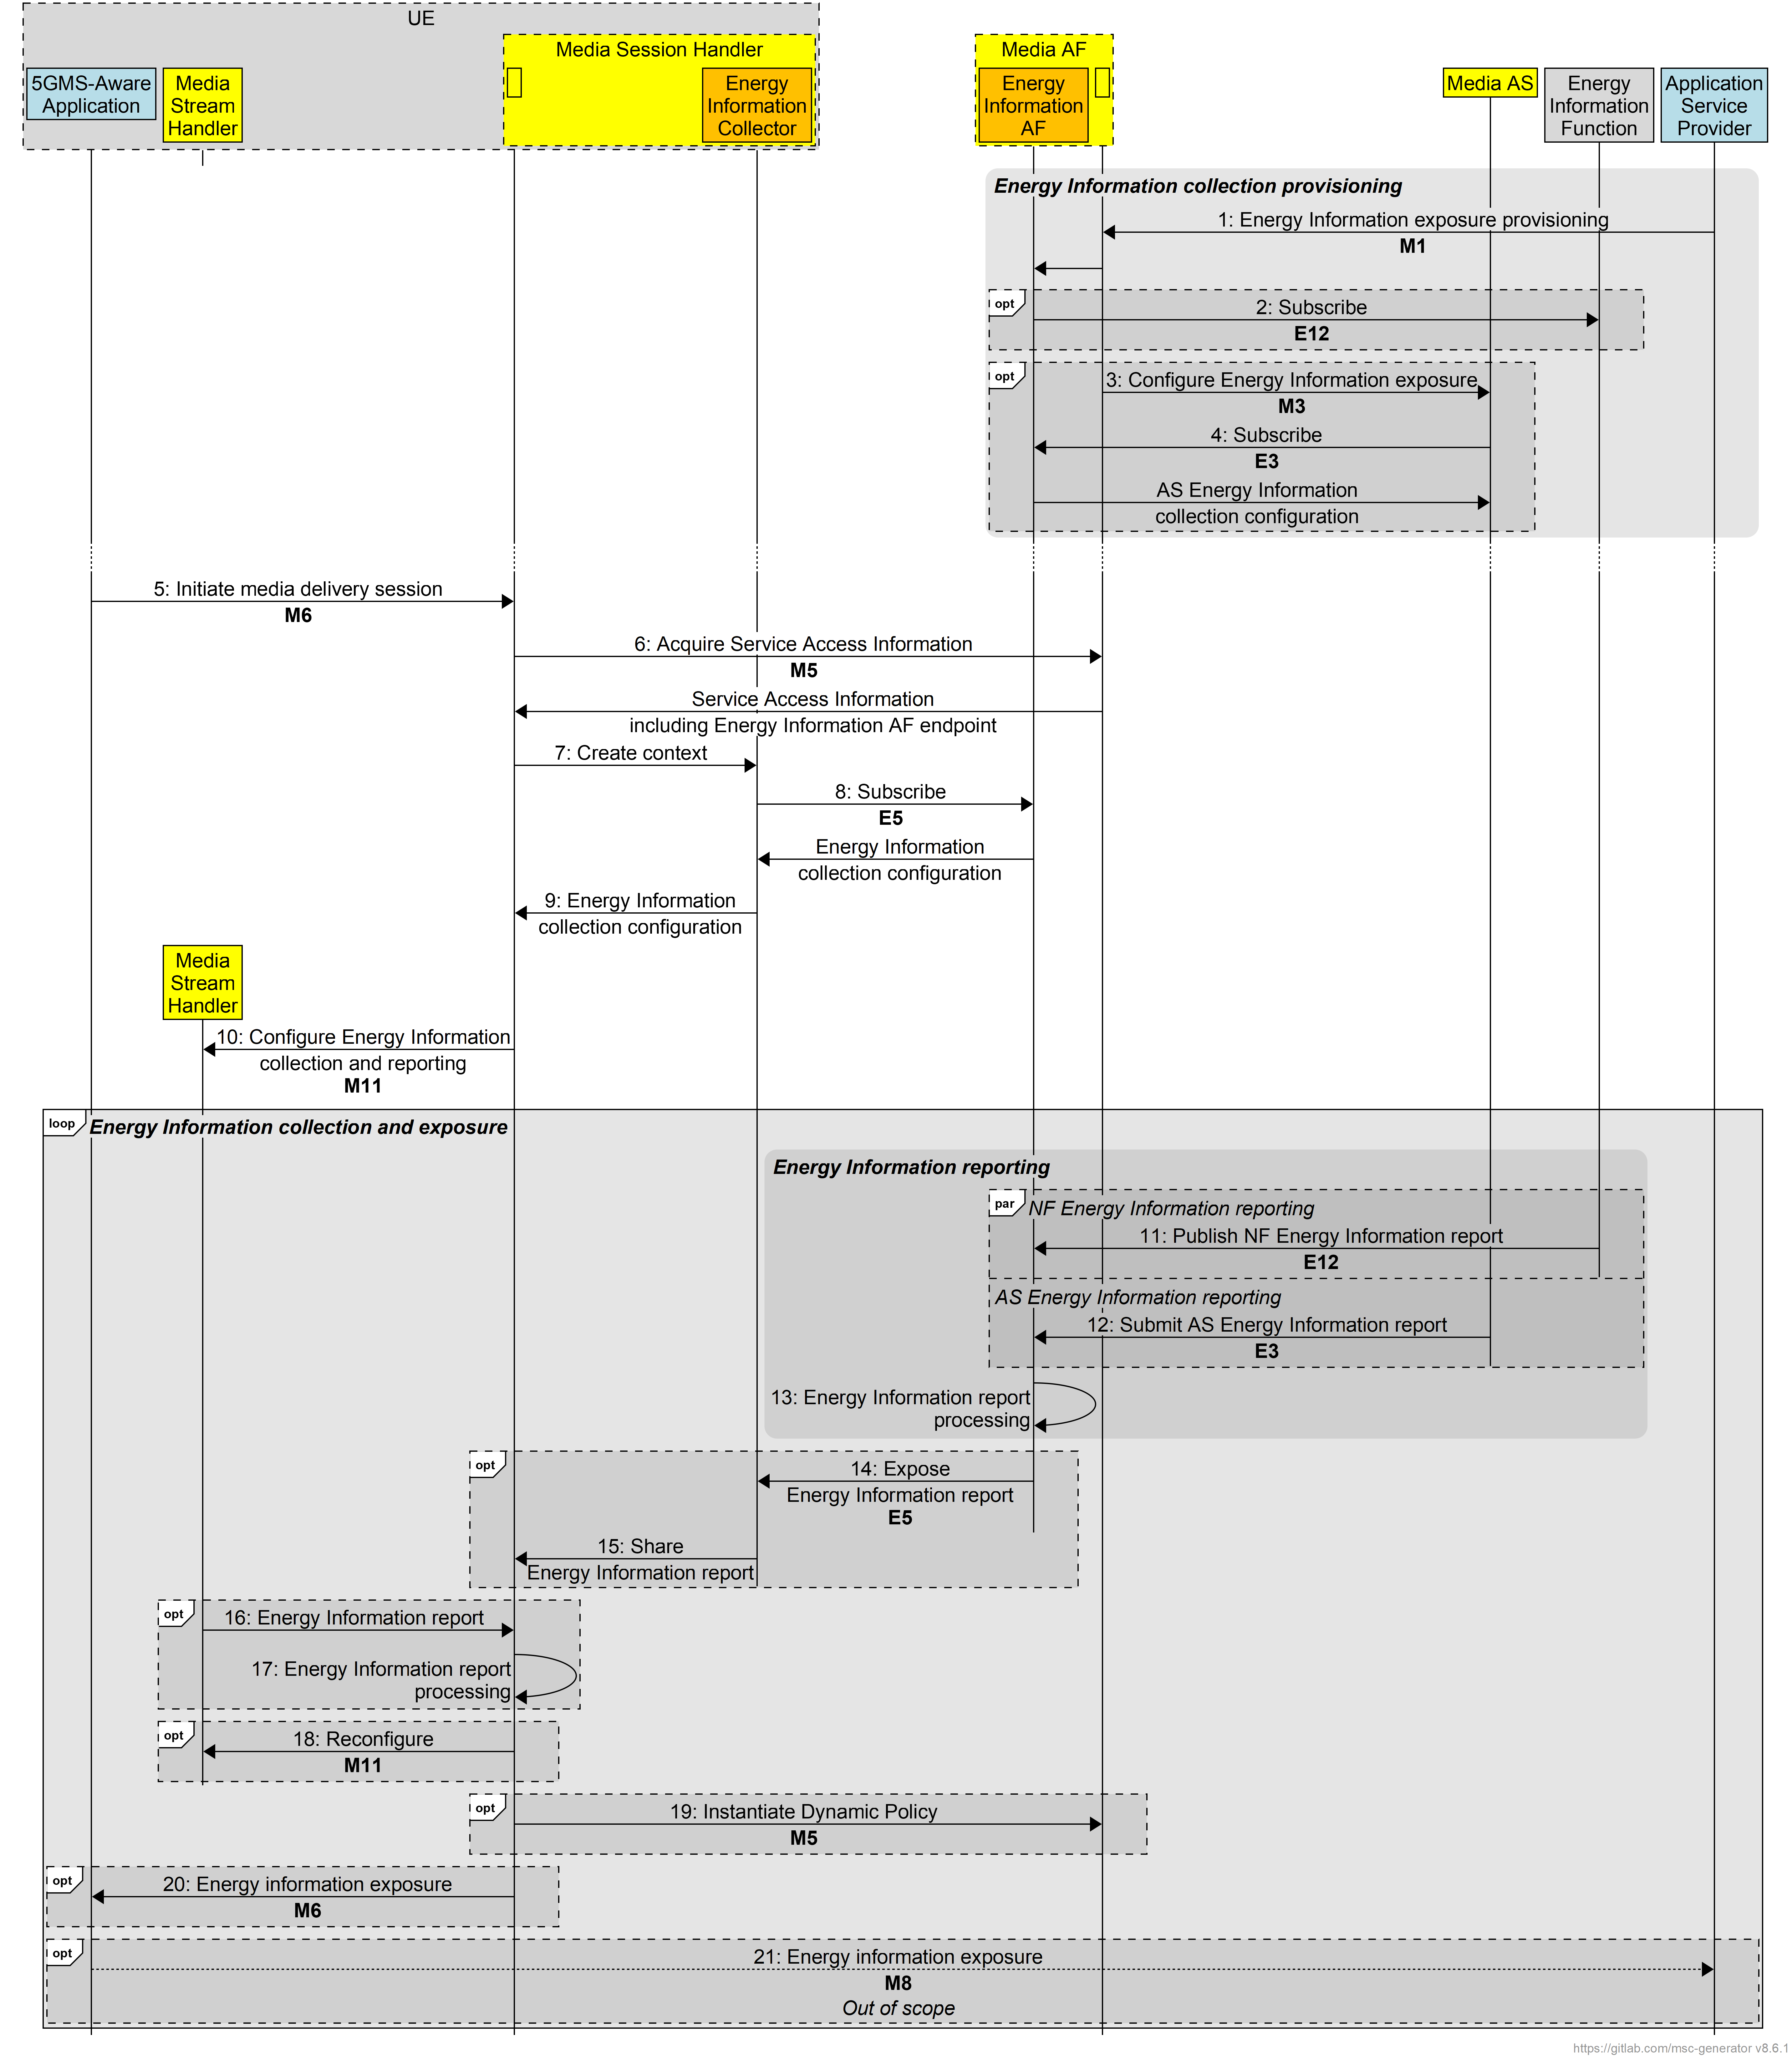 UE
Media Session Handler
Media AF
5GMS-Aware
Application
Media
Stream
Handler
Energy
Information
Collector
Energy
Information
AF
Media AS
Energy
Information
Function
Application
Service
Provider
Energy Information collection provisioning
1: Energy Information exposure provisioning
M1
opt
2: Subscribe
E12
opt
3: Configure Energy Information exposure
M3
4: Subscribe
E3
AS Energy Information
collection configuration
5: Initiate media delivery session
M6
6: Acquire Service Access Information
M5
Service Access Information
including Energy Information AF endpoint
7: Create context
8: Subscribe
E5
Energy Information
collection configuration
9: Energy Information
collection configuration
Media
Stream
Handler
10: Configure Energy Information
collection and reporting
M11
loop
Energy Information collection and exposure
Energy Information reporting
par
NF Energy Information reporting
11: Publish NF Energy Information report
E12
AS Energy Information reporting
12: Submit AS Energy Information report
E3
13: Energy Information report
processing
opt
14: Expose
Energy Information report
E5
15: Share
Energy Information report
opt
16: Energy Information report
17: Energy Information report
processing
opt
18: Reconfigure
M11
opt
19: Instantiate Dynamic Policy
M5
opt
20: Energy information exposure
M6
opt
21: Energy information exposure
M8
Out of scope
https://gitlab.com/msc-generator v8.6.1